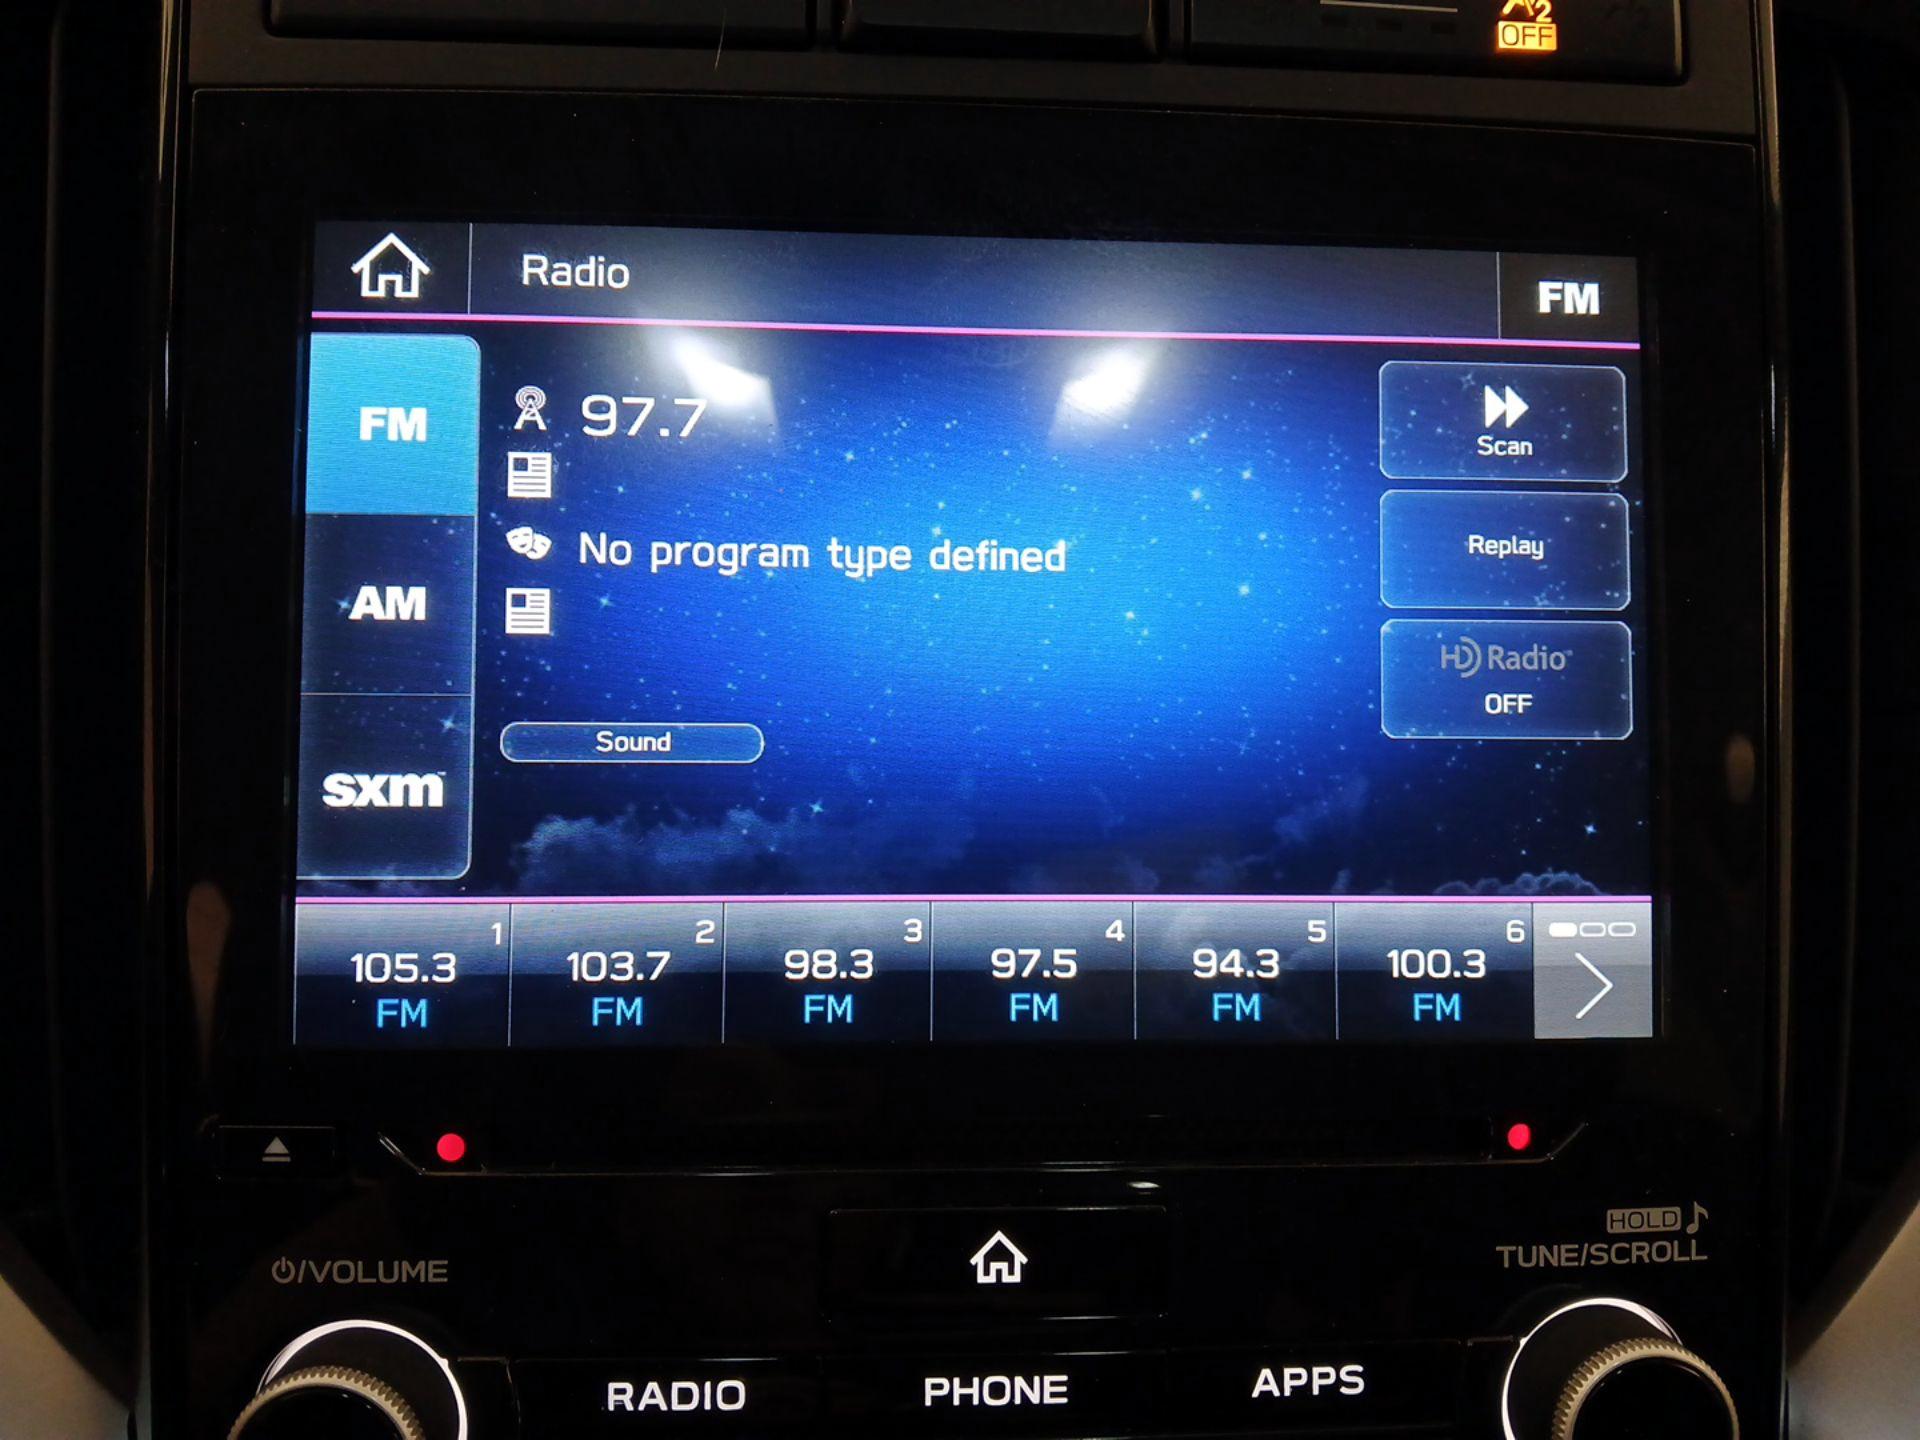 OFF
Radio
FM
FM
97.7
Scan
No program type defined
Replay
AM
HD Radio
OFF
Sound
sxm
1
2
3
4
5
6
105.3
103.7
98.3
97.5
94.3
100.3
FM
FM
FM
FM
FM
FM
HOLD
/VOLUME
TUNE/SCROLL
RADIO
PHONE
APPS